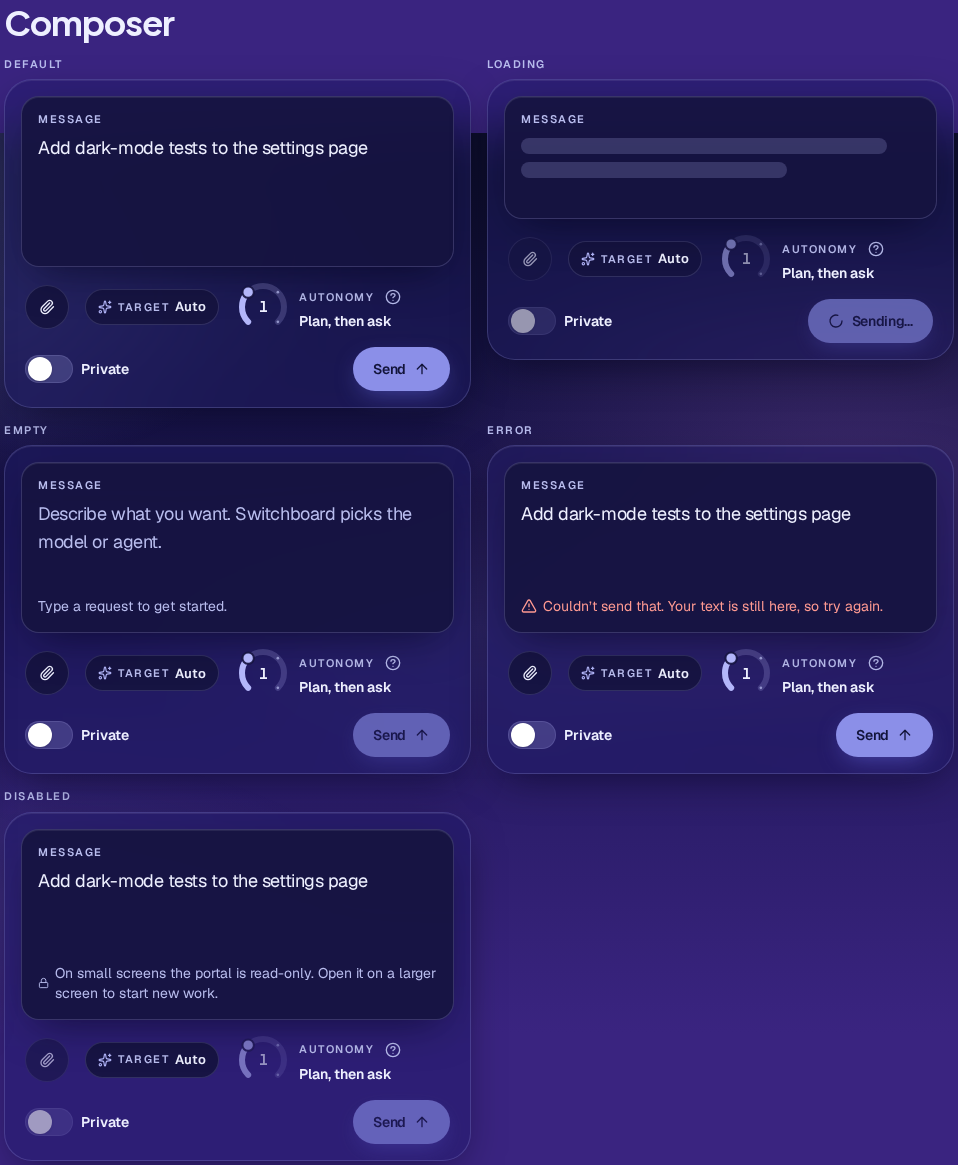 Composer
DEFAULT
MESSAGE
Add dark-mode tests to the settings page
TARGET Auto
1
AUTONOMY
Plan, then ask
Private
Send
LOADING
MESSAGE
TARGET Auto
1
AUTONOMY
Plan, then ask
Private
Sending...
EMPTY
MESSAGE
Describe what you want. Switchboard picks the
model or agent.
Type a request to get started.
TARGET Auto
1
AUTONOMY
Plan, then ask
Private
Send
ERROR
MESSAGE
Add dark-mode tests to the settings page
Couldn't send that. Your text is still here, so try again.
TARGET Auto
1
AUTONOMY
Plan, then ask
Private
Send
DISABLED
MESSAGE
Add dark-mode tests to the settings page
On small screens the portal is read-only. Open it on a larger
screen to start new work.
TARGET Auto
1
AUTONOMY
Plan, then ask
Private
Send